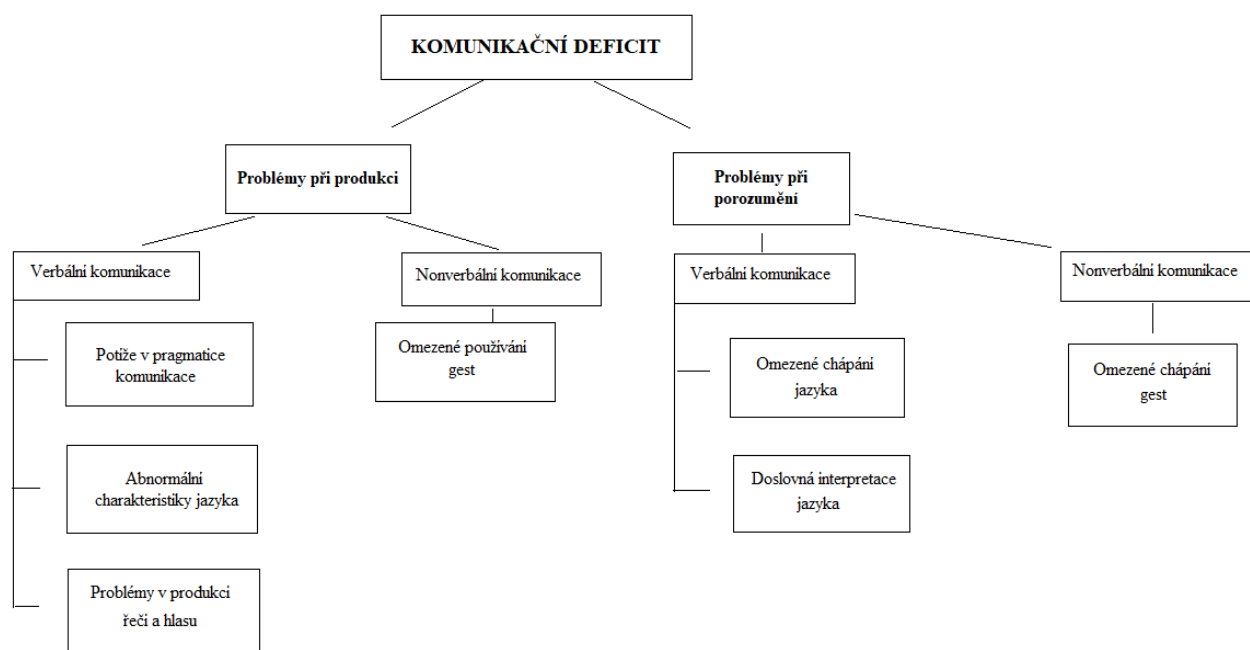 KOMUNIKAČNÍ DEFICIT
Problémy při produkci
Problémy při
porozumění
Verbální komunikace
Nonverbální komunikace
Verbální komunikace
Nonverbální komunikace
Potíže v pragmatice
komunikace
Omezené používání
gest
Omezené chápání
jazyka
Omezené chápání
gest
Abnormální
charakteristiky jazyka
Doslovná interpretace
jazyka
Problémy v produkci
řeči a hlasu